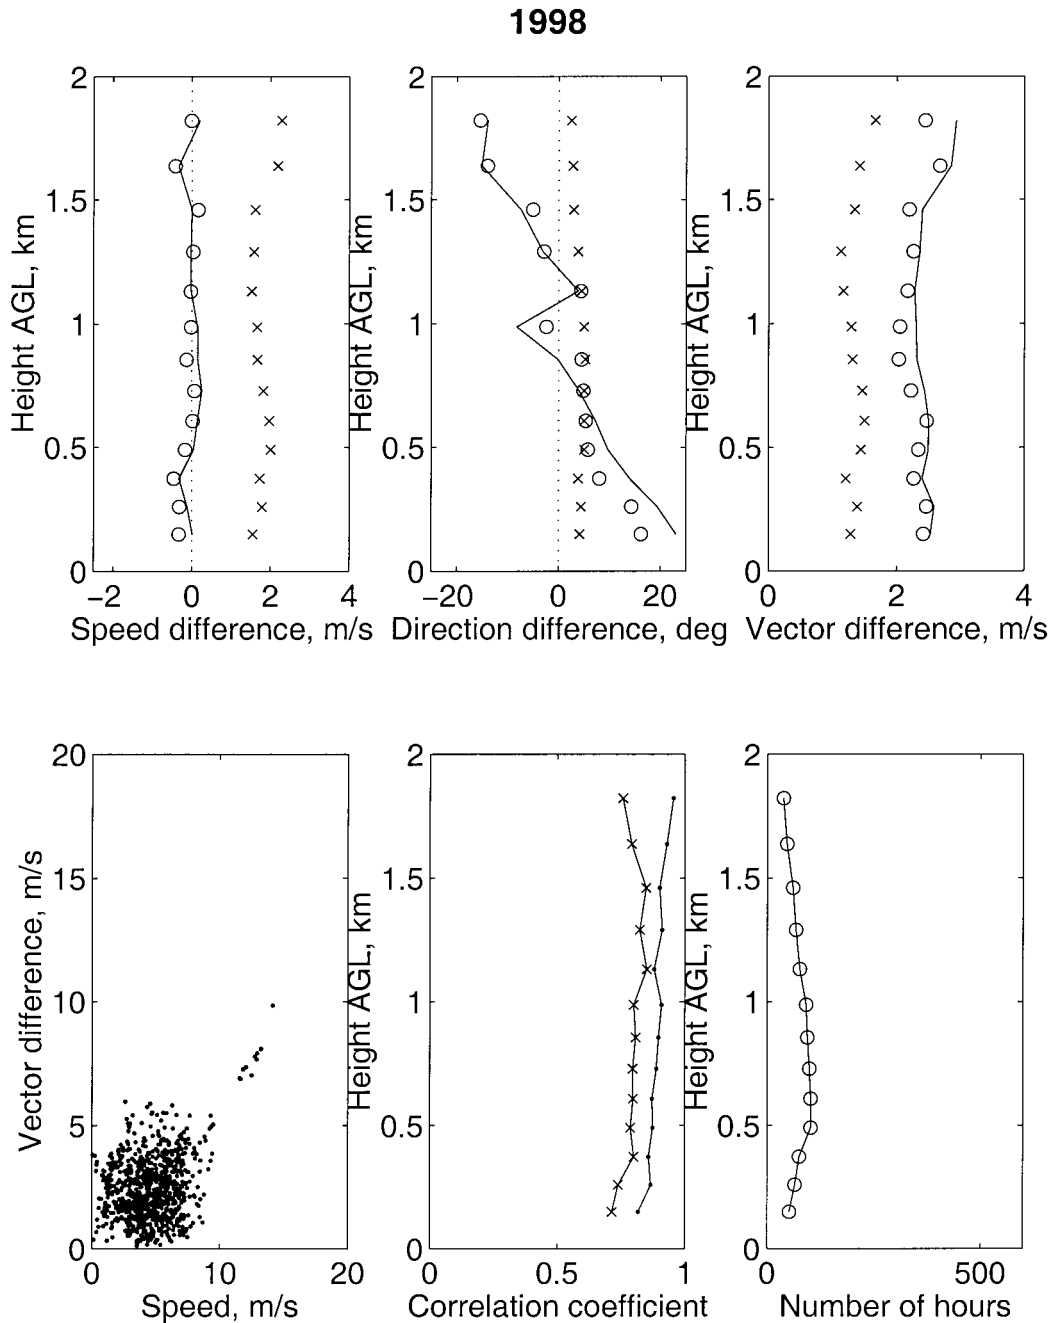 1998
2
1.5
1
0.5
0
Height AGL, km
−2 0 2 4
Speed difference, m/s
2
1.5
1
0.5
0
Height AGL, km
−20 0 20
Direction difference, deg
2
1.5
1
0.5
0
Height AGL, km
0 2 4
Vector difference, m/s
20
15
10
5
0
Vector difference, m/s
0 10 20
Speed, m/s
2
1.5
1
0.5
0
Height AGL, km
0 0.5 1
Correlation coefficient
2
1.5
1
0.5
0
Height AGL, km
0 500
Number of hours